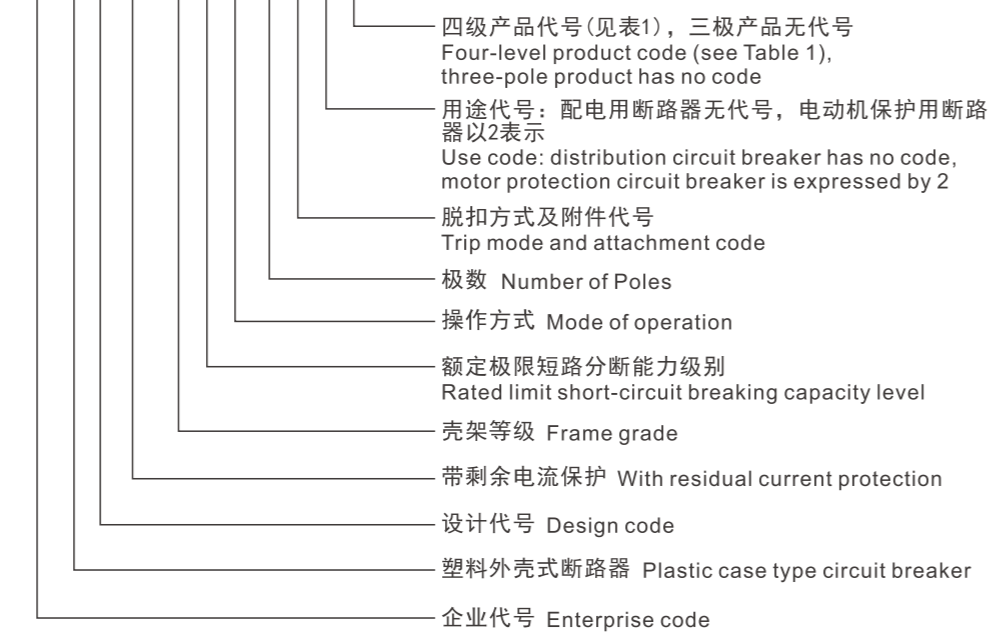 四级产品代号(见表1)，三极产品无代号
Four-level product code (see Table 1),
three-pole product has no code
用途代号：配电用断路器无代号，电动机保护用断路
器以2表示
Use code: distribution circuit breaker has no code,
motor protection circuit breaker is expressed by 2
脱扣方式及附件代号
Trip mode and attachment code
极数 Number of Poles
操作方式 Mode of operation
额定极限短路分断能力级别
Rated limit short-circuit breaking capacity level
壳架等级 Frame grade
带剩余电流保护 With residual current protection
设计代号 Design code
塑料外壳式断路器 Plastic case type circuit breaker
企业代号 Enterprise code